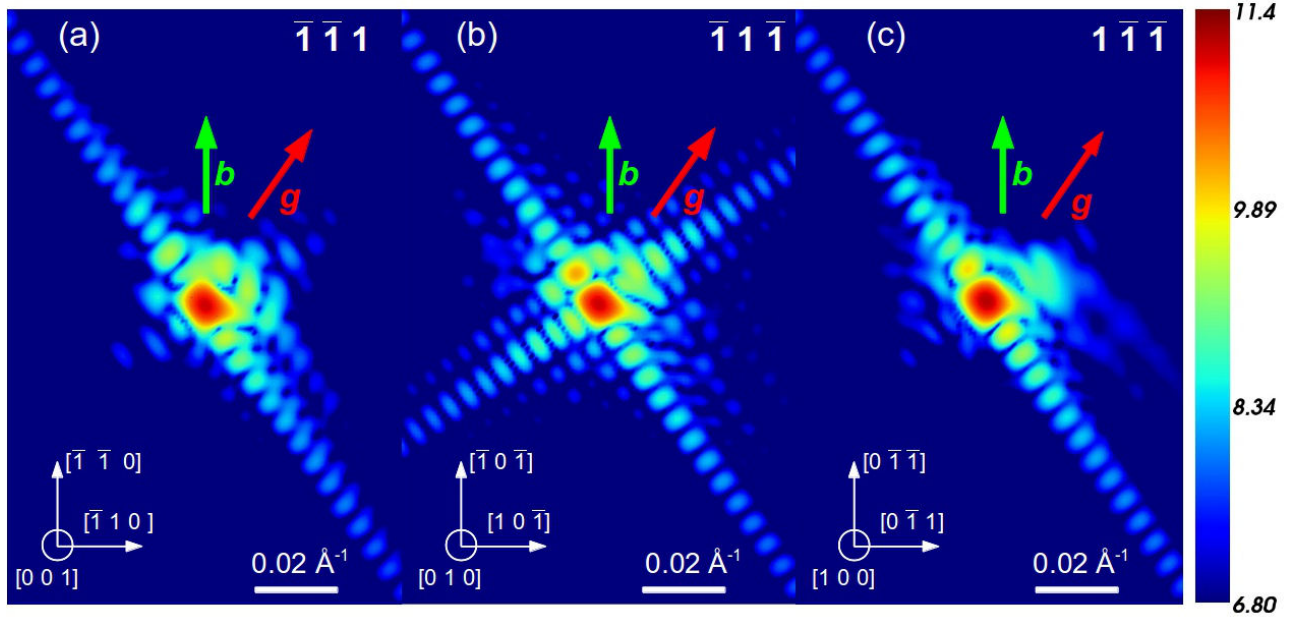 (a) 1̅ 1̅ 1
b
g
[1̅ 1̅ 0]
[1̅ 1 0 ]
[0 0 1]
0.02 Å⁻¹
(b) 1̅ 1 1̅
b
g
[1̅ 0 1̅]
[1 0 1̅]
[0 1 0]
0.02 Å⁻¹
(c) 1 1̅ 1̅
b
g
[0 1̅ 1̅]
[0 1̅ 1]
[1 0 0]
0.02 Å⁻¹
11.4
9.89
8.34
6.80